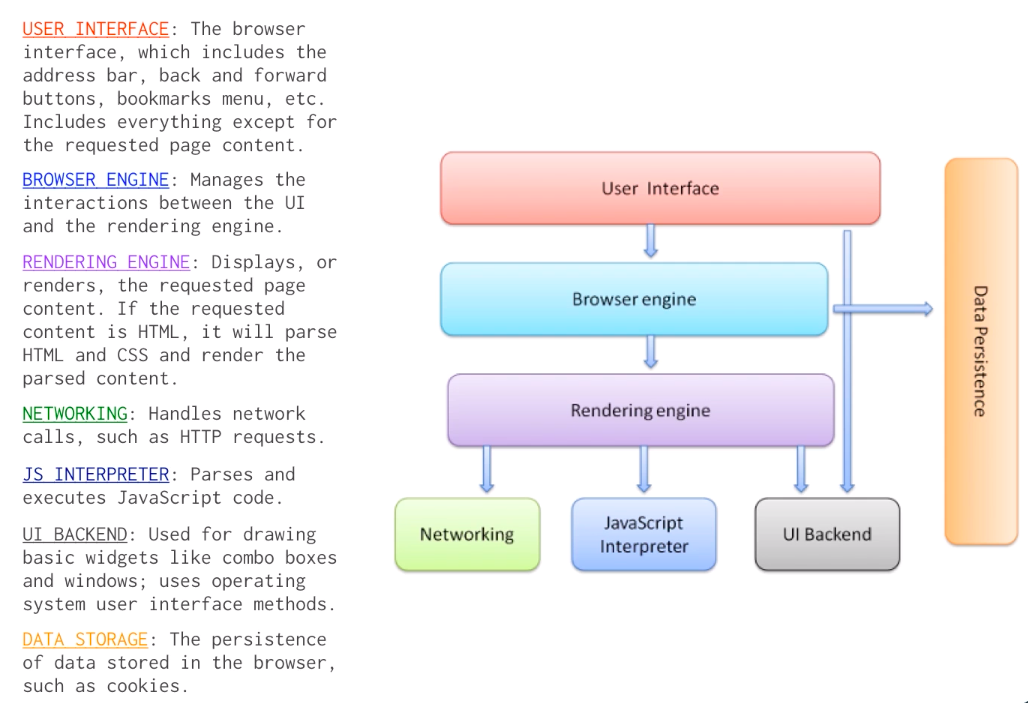 USER INTERFACE: The browser
interface, which includes the
address bar, back and forward
buttons, bookmarks menu, etc.
Includes everything except for
the requested page content.
BROWSER ENGINE: Manages the
interactions between the UI
and the rendering engine.
RENDERING ENGINE: Displays, or
renders, the requested page
content. If the requested
content is HTML, it will parse
HTML and CSS and render the
parsed content.
NETWORKING: Handles network
calls, such as HTTP requests.
JS INTERPRETER: Parses and
executes JavaScript code.
UI BACKEND: Used for drawing
basic widgets like combo boxes
and windows; uses operating
system user interface methods.
DATA STORAGE: The persistence
of data stored in the browser,
such as cookies.
User Interface
Browser engine
Rendering engine
Networking
JavaScript
Interpreter
UI Backend
Data Persistence